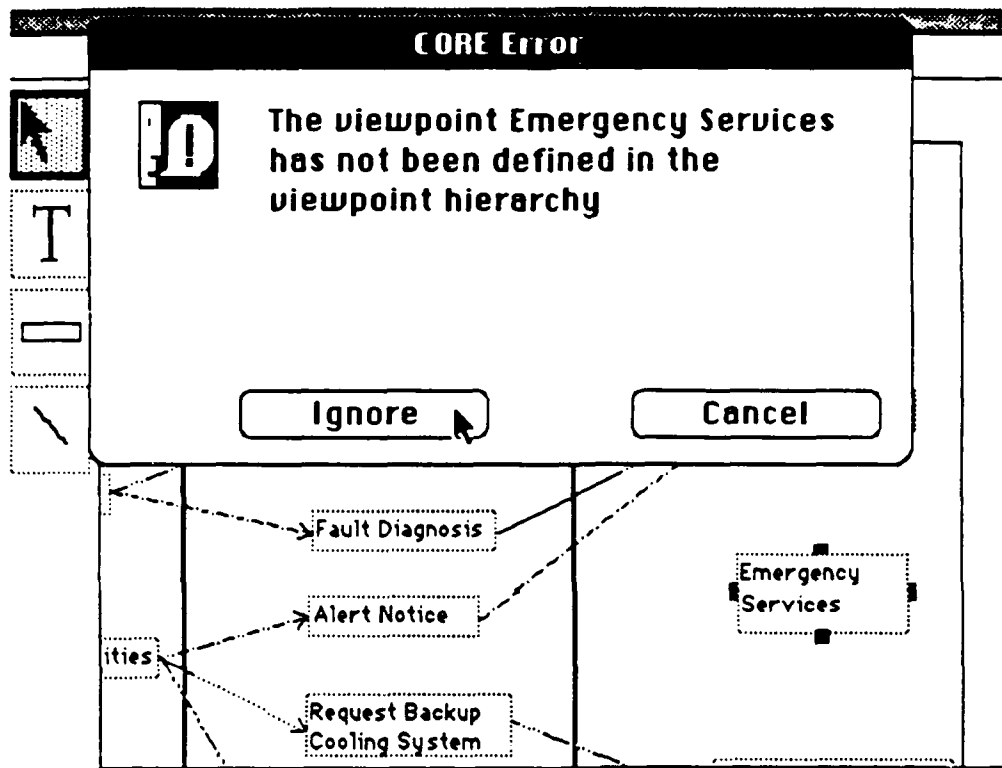 CORE Error
The viewpoint Emergency Services
has not been defined in the
viewpoint hierarchy
T
Ignore
Cancel
Fault Diagnosis
Emergency
Services
Alert Notice
ities
Request Backup
Cooling System